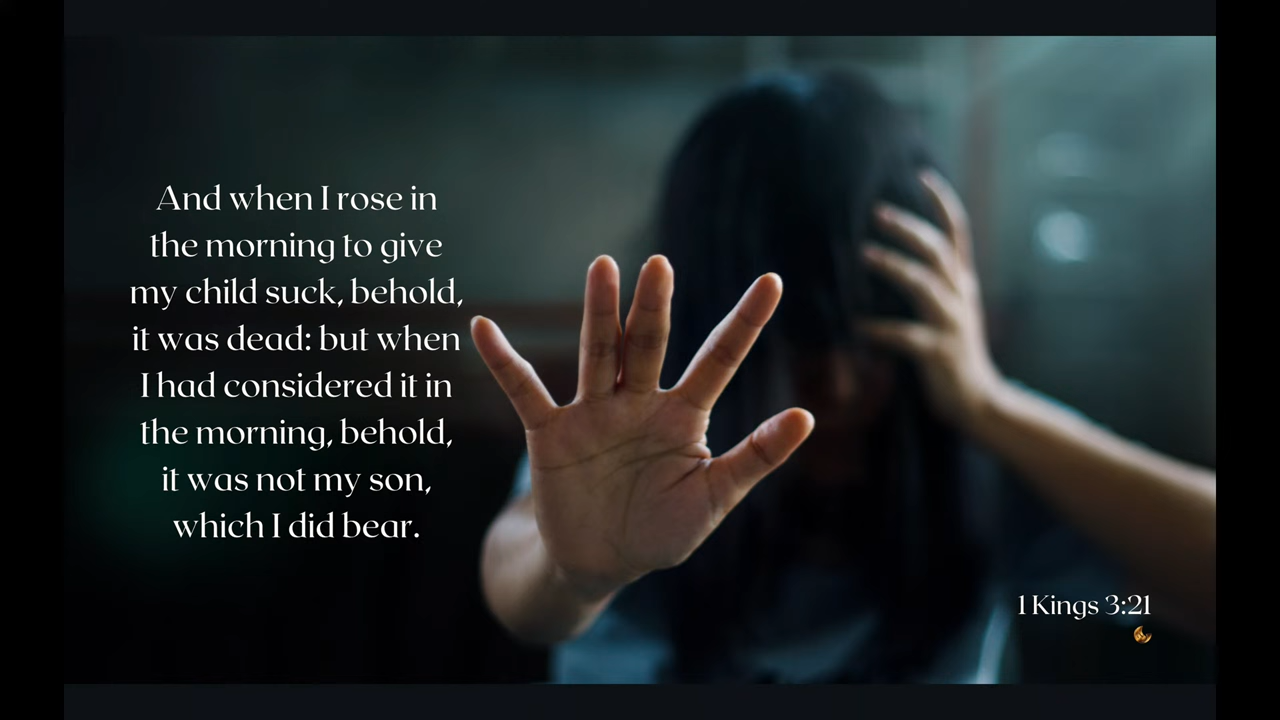 And when I rose in
the morning to give
my child suck, behold,
it was dead: but when
I had considered it in
the morning, behold,
it was not my son,
which I did bear.
1 Kings 3:21